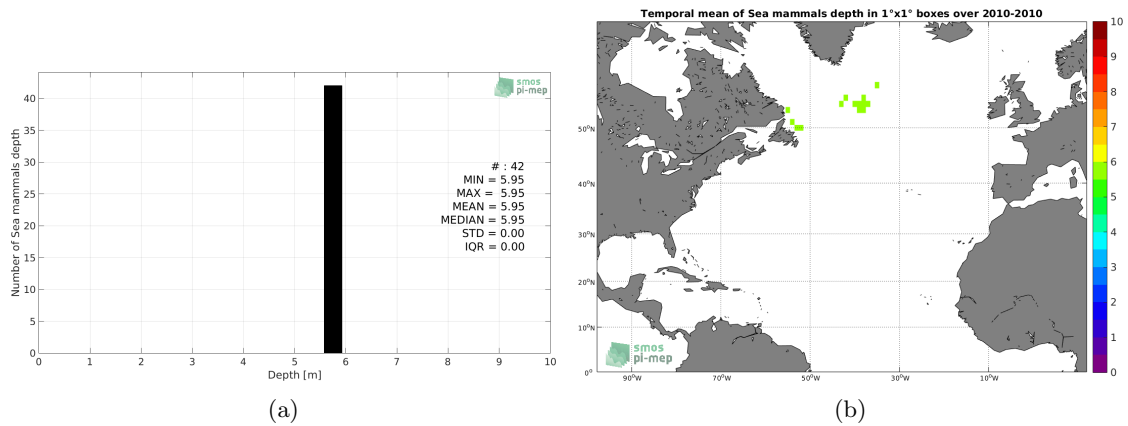 smos
pi-mep
Number of Sea mammals depth
40
35
30
25
20
15
10
5
0
# : 42
MIN = 5.95
MAX = 5.95
MEAN = 5.95
MEDIAN = 5.95
STD = 0.00
IQR = 0.00
0 1 2 3 4 5 6 7 8 9 10
Depth [m]
(a)
Temporal mean of Sea mammals depth in 1°x1° boxes over 2010-2010
50°N
40°N
30°N
20°N
10°N
0°
smos
pi-mep
90°W 70°W 50°W 30°W 10°W
10
9
8
7
6
5
4
3
2
1
0
(b)